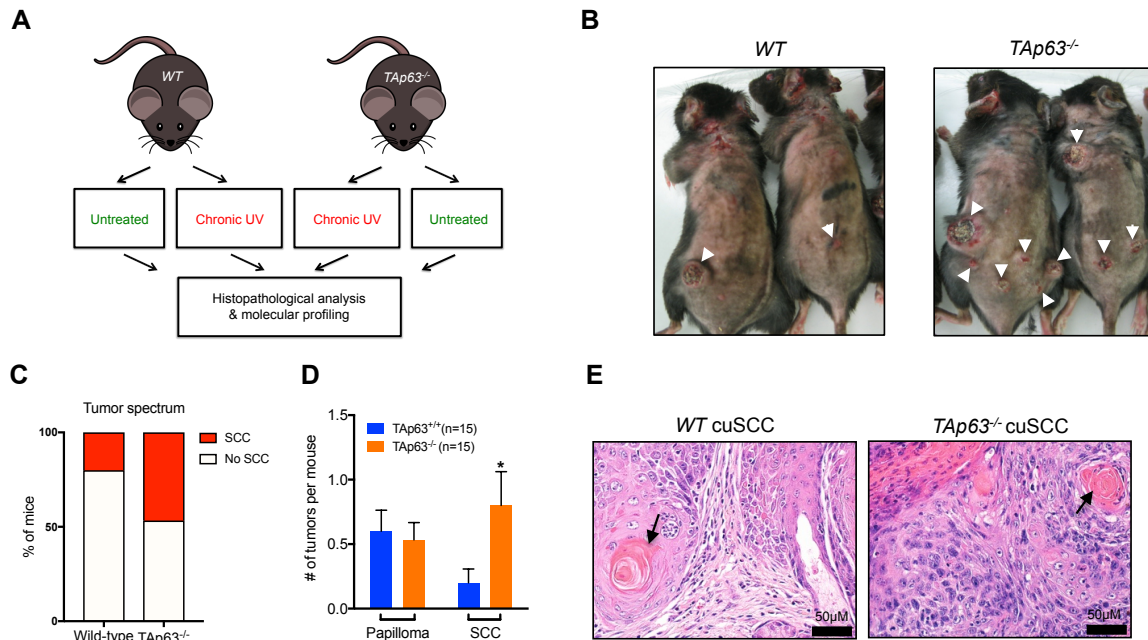 A
WT
TAp63-/-
Untreated
Chronic UV
Chronic UV
Untreated
Histopathological analysis
& molecular profiling
B
WT
TAp63-/-
C
Tumor spectrum
SCC
No SCC
100
50
0
% of mice
Wild-type TAp63-/-
D
TAp63+/+ (n=15)
TAp63-/- (n=15)
1.5
1.0
0.5
0.0
# of tumors per mouse
*
Papilloma
SCC
E
WT cuSCC
TAp63-/- cuSCC
50μM
50μM